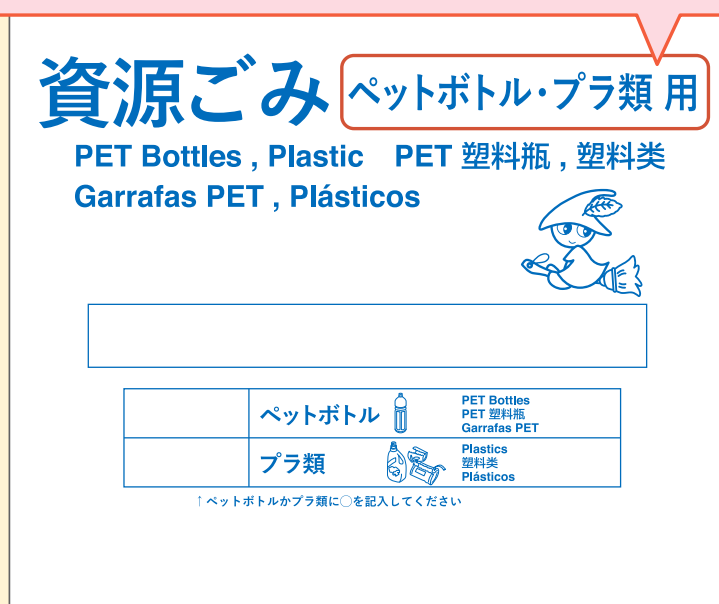 資源ごみ ペットボトル・プラ類 用
PET Bottles , Plastic PET 塑料瓶 , 塑料类
Garrafas PET , Plásticos
ペットボトル
PET Bottles
PET 塑料瓶
Garrafas PET
プラ類
Plastics
塑料类
Plásticos
↑ペットボトルかプラ類に○を記入してください